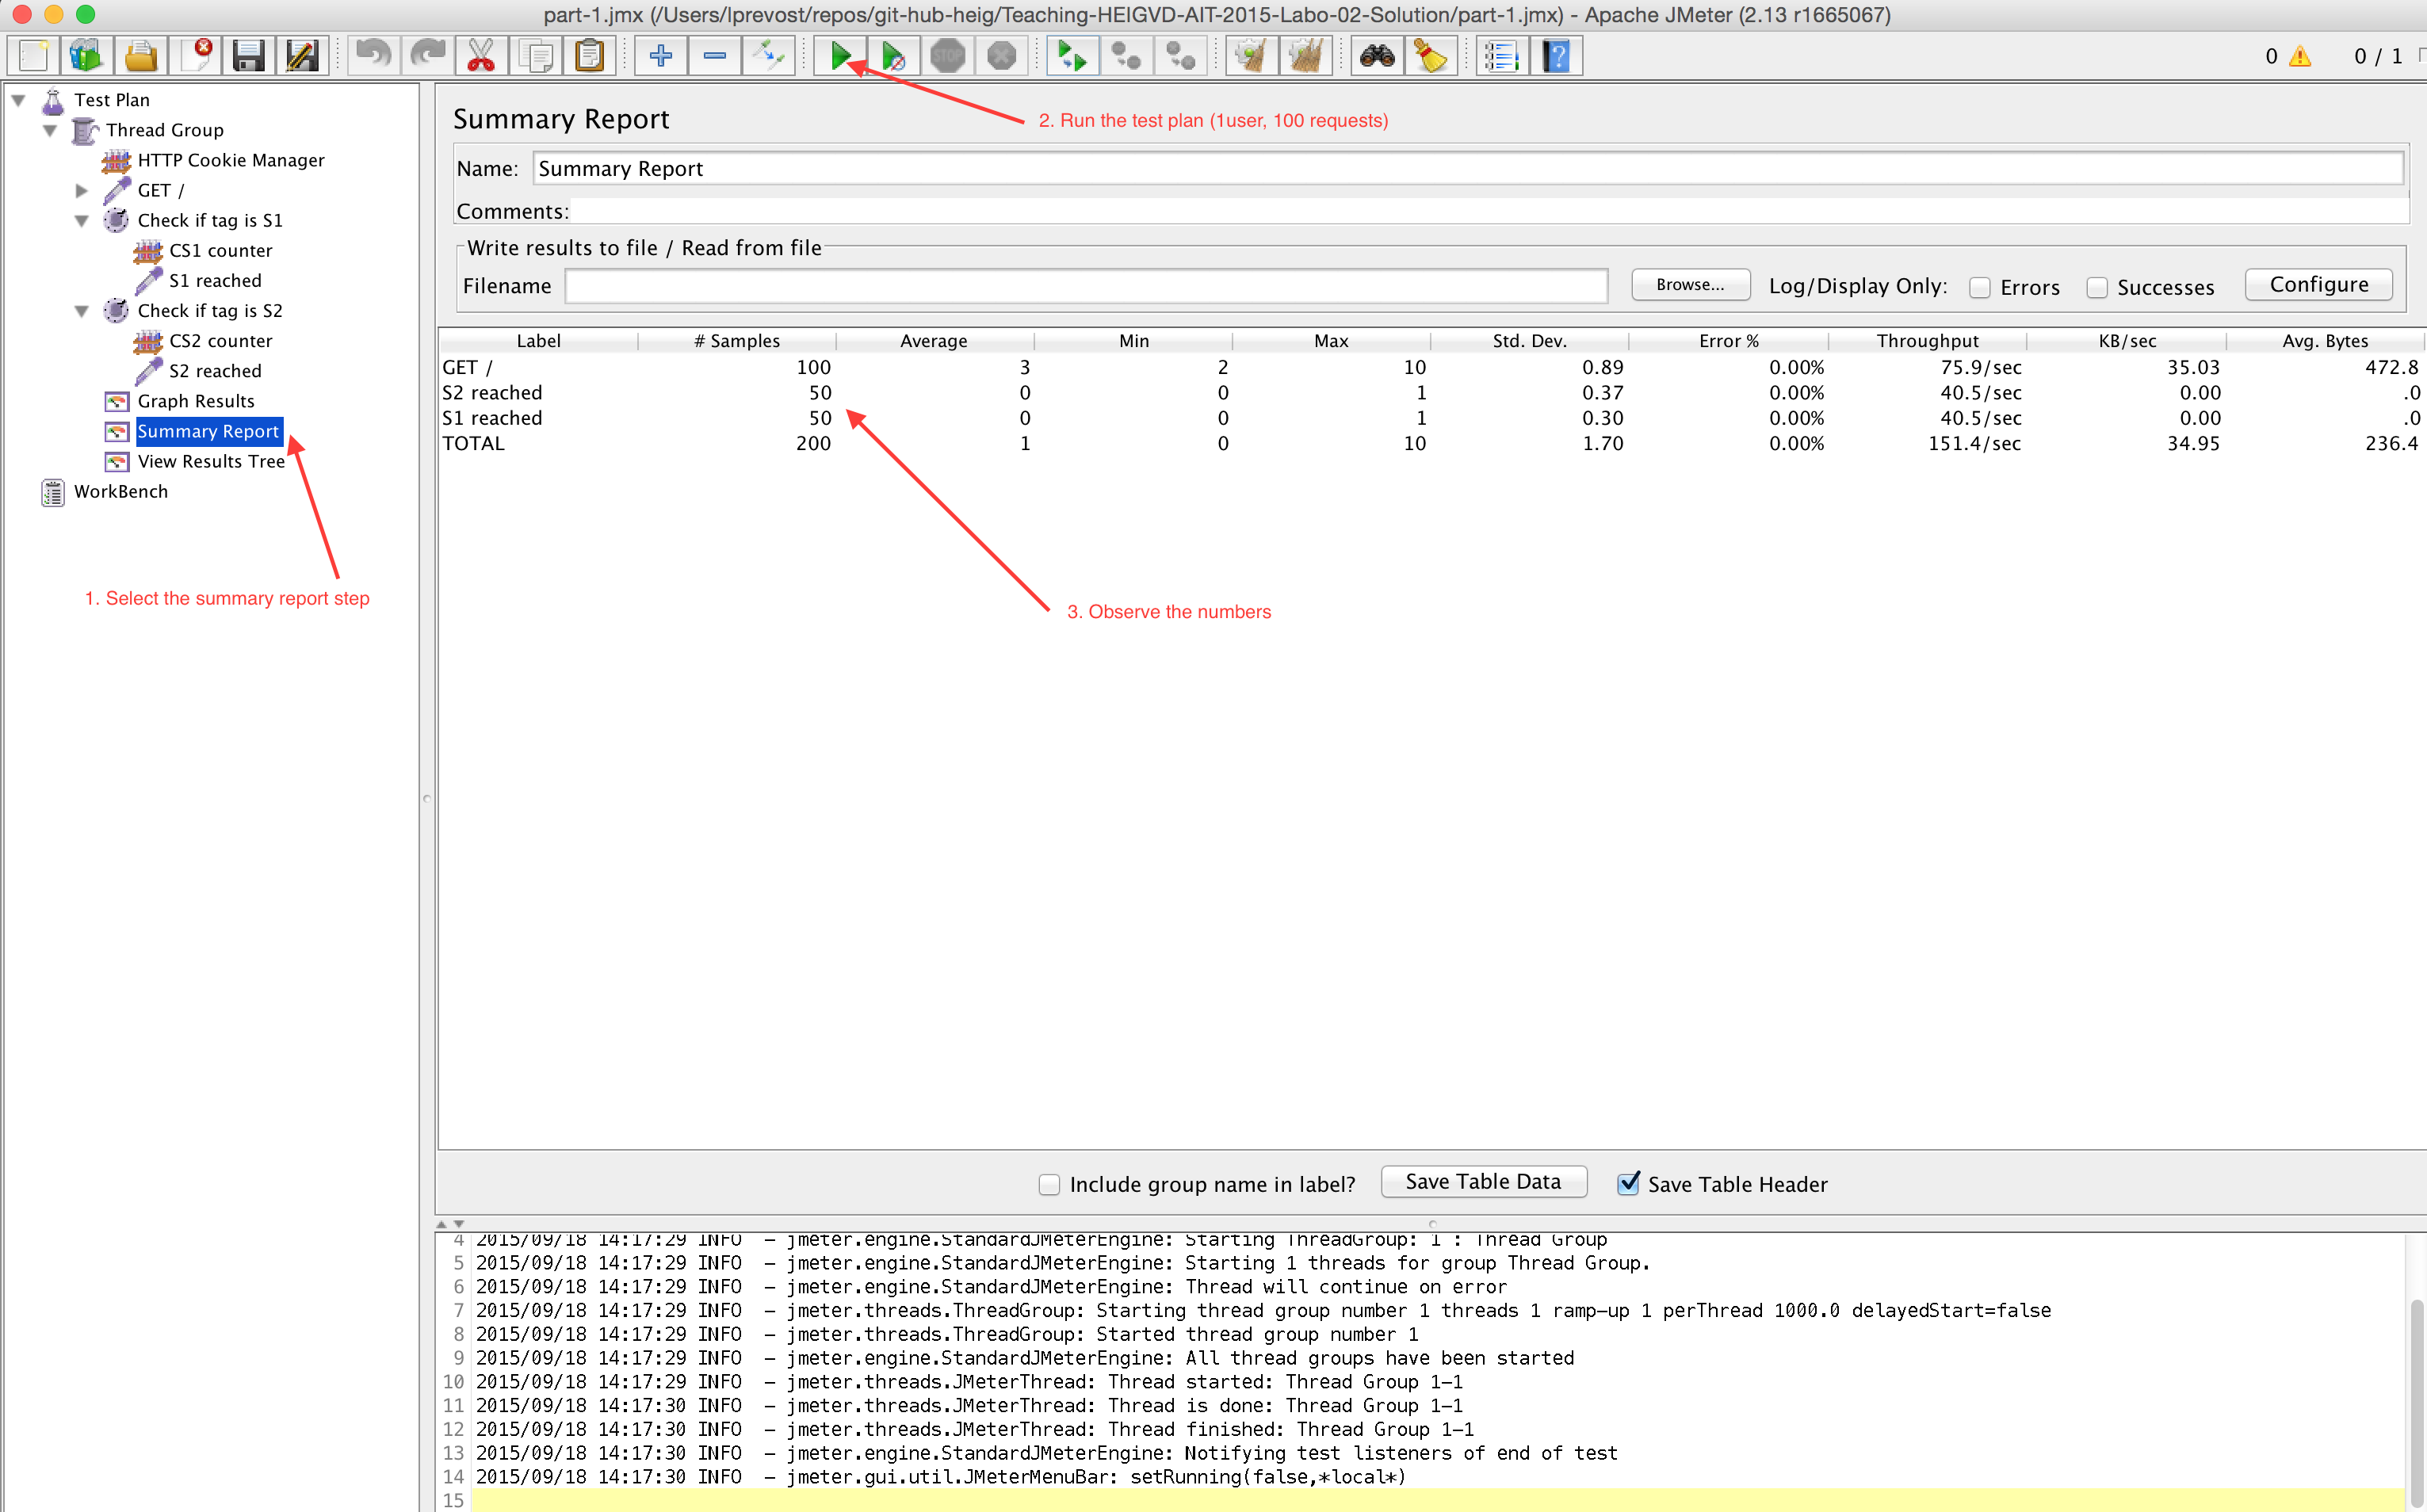 part-1.jmx (/Users/lprevost/repos/git-hub-heig/Teaching-HEIGVD-AIT-2015-Labo-02-Solution/part-1.jmx) - Apache JMeter (2.13 r1665067)
STOP
0 0 / 1
Test Plan
Thread Group
HTTP Cookie Manager
GET /
Check if tag is S1
CS1 counter
S1 reached
Check if tag is S2
CS2 counter
S2 reached
Graph Results
Summary Report
View Results Tree
WorkBench
1. Select the summary report step
Summary Report
2. Run the test plan (1user, 100 requests)
Name: Summary Report
Comments:
Write results to file / Read from file
Filename Browse... Log/Display Only: Errors Successes Configure
Label # Samples Average Min Max Std. Dev. Error % Throughput KB/sec Avg. Bytes
GET / 100 3 2 10 0.89 0.00% 75.9/sec 35.03 472.8
S2 reached 50 0 0 1 0.37 0.00% 40.5/sec 0.00 .0
S1 reached 50 0 0 1 0.30 0.00% 40.5/sec 0.00 .0
TOTAL 200 1 0 10 1.70 0.00% 151.4/sec 34.95 236.4
3. Observe the numbers
Include group name in label? Save Table Data Save Table Header
4 2015/09/18 14:17:29 INFO - jmeter.engine.StandardJMeterEngine: Starting ThreadGroup: 1 : Thread Group
5 2015/09/18 14:17:29 INFO - jmeter.engine.StandardJMeterEngine: Starting 1 threads for group Thread Group.
6 2015/09/18 14:17:29 INFO - jmeter.engine.StandardJMeterEngine: Thread will continue on error
7 2015/09/18 14:17:29 INFO - jmeter.threads.ThreadGroup: Starting thread group number 1 threads 1 ramp-up 1 perThread 1000.0 delayedStart=false
8 2015/09/18 14:17:29 INFO - jmeter.threads.ThreadGroup: Started thread group number 1
9 2015/09/18 14:17:29 INFO - jmeter.engine.StandardJMeterEngine: All thread groups have been started
10 2015/09/18 14:17:29 INFO - jmeter.threads.JMeterThread: Thread started: Thread Group 1-1
11 2015/09/18 14:17:30 INFO - jmeter.threads.JMeterThread: Thread is done: Thread Group 1-1
12 2015/09/18 14:17:30 INFO - jmeter.threads.JMeterThread: Thread finished: Thread Group 1-1
13 2015/09/18 14:17:30 INFO - jmeter.engine.StandardJMeterEngine: Notifying test listeners of end of test
14 2015/09/18 14:17:30 INFO - jmeter.gui.util.JMeterMenuBar: setRunning(false,*local*)
15